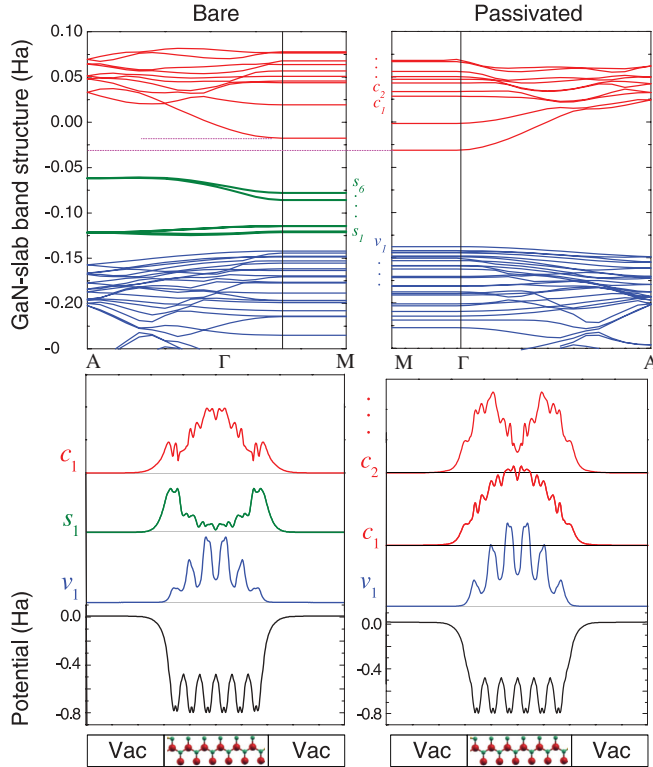 Bare Passivated
GaN-slab band structure (Ha)
0.10
0.05
0.00
-0.05
-0.10
-0.15
-0.20
-0
s6
s1
c2
c1
v1
A Γ M M Γ A
c1
s1
v1
c2
c1
v1
Potential (Ha)
0.0
-0.4
-0.8
0.0
-0.4
-0.8
Vac Vac Vac Vac